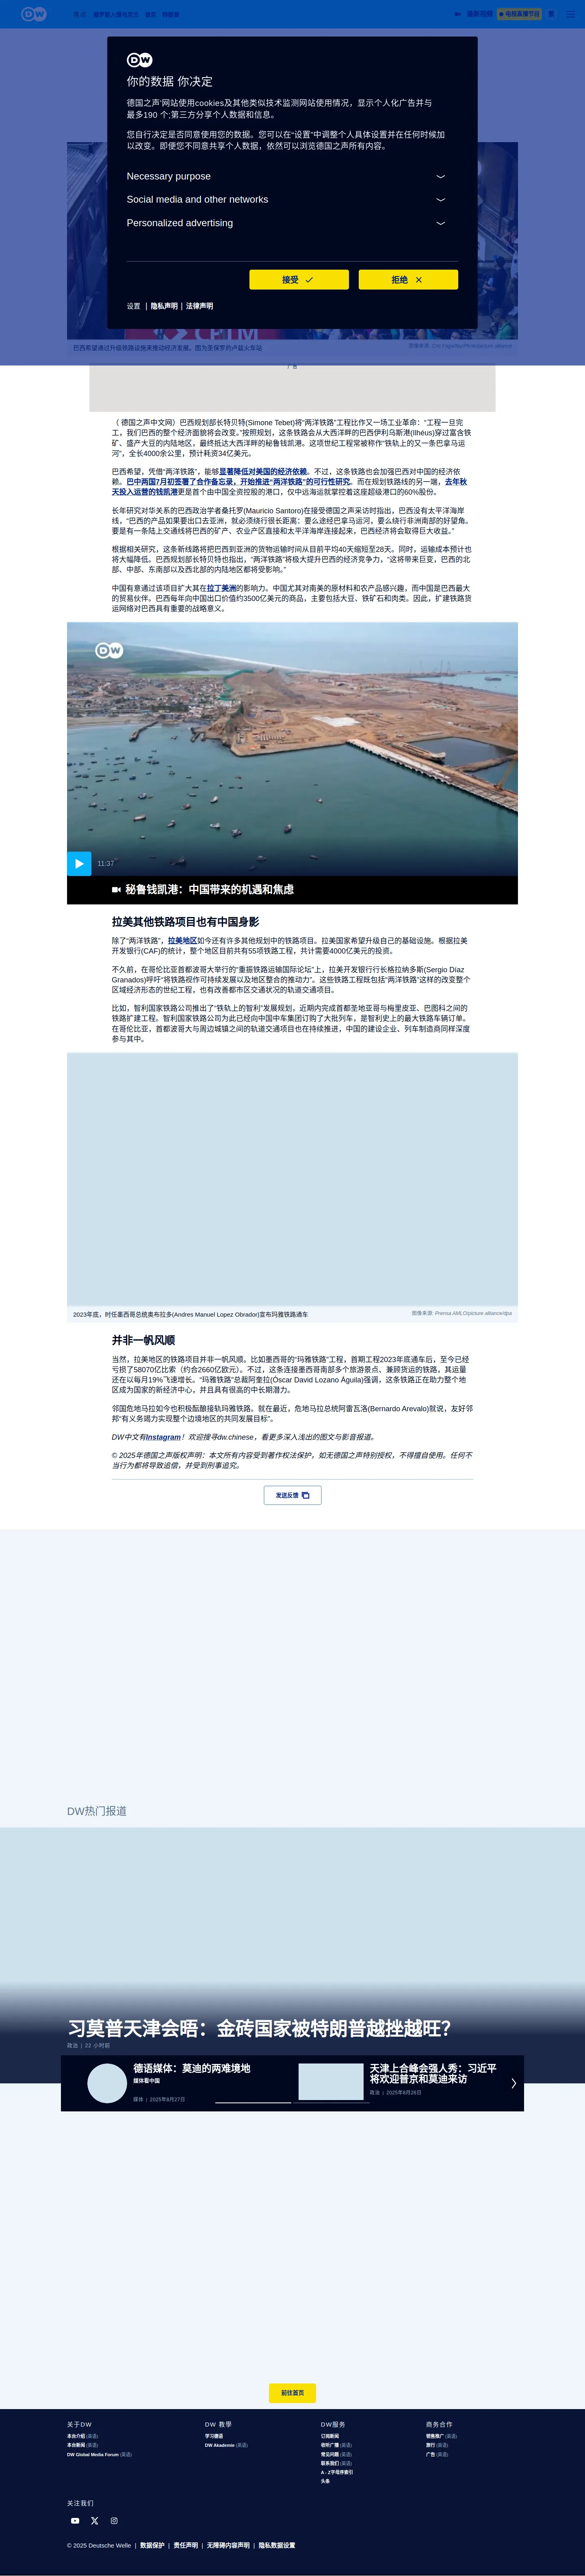 DW
最新视频
电视直播节目
DW
你的数据 你决定
德国之声'网站使用cookies及其他类似技术监测网站使用情况，显示个人化广告并与
最多190 个;第三方分享个人数据和信息。
您自行决定是否同意使用您的数据。您可以在“设置”中调整个人具体设置并在任何时候加
以改变。即便您不同意共享个人数据，依然可以浏览德国之声所有内容。
Necessary purpose
Social media and other networks
Personalized advertising
接受
拒绝
设置 | 隐私声明 | 法律声明
巴西希望通过升级铁路设施来推动经济发展。图为圣保罗的卢兹火车站
广告
（ 德国之声中文网）巴西规划部长特贝特(Simone Tebet)将“两洋铁路”工程比作又一场工业革命：“工程一旦完
工，我们巴西的整个经济面貌将会改变。”按照规划，这条铁路会从大西洋畔的巴西伊利乌斯港(Ilhéus)穿过富含铁
矿、盛产大豆的内陆地区，最终抵达大西洋畔的秘鲁钱凯港。这项世纪工程常被称作“铁轨上的又一条巴拿马运
河”，全长4000余公里，预计耗资34亿美元。
巴西希望，凭借“两洋铁路”，能够显著降低对美国的经济依赖。不过，这条铁路也会加强巴西对中国的经济依
赖。巴中两国7月初签署了合作备忘录，开始推进“两洋铁路”的可行性研究。而在规划铁路线的另一端，去年秋
天投入运营的钱凯港更是首个由中国全资控股的港口，仅中远海运就掌控着这座超级港口的60%股份。
长年研究对华关系的巴西政治学者桑托罗(Mauricio Santoro)在接受德国之声采访时指出，巴西没有太平洋海岸
线，“巴西的产品如果要出口去亚洲，就必须绕行很长距离：要么途经巴拿马运河，要么绕行非洲南部的好望角。
要是有一条陆上交通线将巴西的矿产、农业产区直接和太平洋海岸连接起来，巴西经济将会取得巨大收益。”
根据相关研究，这条新线路将把巴西到亚洲的货物运输时间从目前平均40天缩短至28天。同时，运输成本预计也
将大幅降低。巴西规划部长特贝特也指出，“两洋铁路”将极大提升巴西的经济竞争力，“这将带来巨变，巴西的北
部、中部、东南部以及西北部的内陆地区都将受影响。”
中国有意通过该项目扩大其在拉丁美洲的影响力。中国尤其对南美的原材料和农产品感兴趣，而中国是巴西最大
的贸易伙伴。巴西每年向中国出口价值约3500亿美元的商品，主要包括大豆、铁矿石和肉类。因此，扩建铁路货
运网络对巴西具有重要的战略意义。
DW
11:37
秘鲁钱凯港：中国带来的机遇和焦虑
拉美其他铁路项目也有中国身影
除了“两洋铁路”，拉美地区如今还有许多其他规划中的铁路项目。拉美国家希望升级自己的基础设施。根据拉美
开发银行(CAF)的统计，整个地区目前共有55项铁路工程，共计需要4000亿美元的投资。
不久前，在哥伦比亚首都波哥大举行的“重振铁路运输国际论坛”上，拉美开发银行行长格拉纳多斯(Sergio Díaz
Granados)呼吁“将铁路视作可持续发展以及地区整合的推动力”。他说，这些铁路工程既包括“两洋铁路”这样的改变整个
区域经济形态的世纪工程，也有改善都市区交通状况的轨道交通项目。
比如，智利国家铁路公司推出了“铁轨上的智利”发展规划，近期内完成首都圣地亚哥与梅里皮亚、巴图科之间的
铁路扩建工程。智利国家铁路公司为此已经向中国中车集团订购了大批列车，是智利史上的最大铁路车辆订单。
在哥伦比亚，首都波哥大与周边城镇之间的轨道交通项目也在持续推进，中国的建设企业、列车制造商同样深度
参与其中。
2023年底，时任墨西哥总统奥布拉多(Andres Manuel Lopez Obrador)宣布玛雅铁路通车
图像来源: Prensa AMLO/picture alliance/dpa
并非一帆风顺
当然，拉美地区的铁路项目并非一帆风顺。比如墨西哥的“玛雅铁路”工程，首期工程2023年底通车后，至今已经
亏损了58070亿比索（约合2660亿欧元）。不过，这条连接墨西哥南部多个旅游景点、兼顾货运的铁路，其运量
还在以每月19%飞速增长。“玛雅铁路”总裁阿奎拉(Óscar David Lozano Águila)强调，这条铁路正在助力整个地
区成为国家的新经济中心，并且具有很高的中长期潜力。
邻国危地马拉如今也积极酝酿接轨玛雅铁路。就在最近，危地马拉总统阿雷瓦洛(Bernardo Arevalo)就说，友好邻
邦“有义务竭力实现整个边境地区的共同发展目标”。
DW中文有Instagram！欢迎搜寻dw.chinese，看更多深入浅出的图文与影音报道。
© 2025年德国之声版权声明：本文所有内容受到著作权法保护，如无德国之声特别授权，不得擅自使用。任何不
当行为都将导致追偿，并受到刑事追究。
发送反馈
DW热门报道
习莫普天津会晤：金砖国家被特朗普越挫越旺？
政治 | 22 小时前
德语媒体：莫迪的两难境地
媒体看中国
媒体 | 2025年8月27日
天津上合峰会强人秀：习近平
将欢迎普京和莫迪来访
政治 | 2025年8月26日
前往首页
关于DW
本台介绍 (英语)
本台新闻 (英语)
DW Global Media Forum (英语)
DW 教學
学习德语
DW Akademie (英语)
DW服务
订阅新闻
收听广播 (英语)
常见问题 (英语)
联系我们 (英语)
A - Z字母序索引
头条
商务合作
销售推广 (英语)
旅行 (英语)
广告 (英语)
关注我们
© 2025 Deutsche Welle | 数据保护 | 责任声明 | 无障碍内容声明 | 隐私数据设置